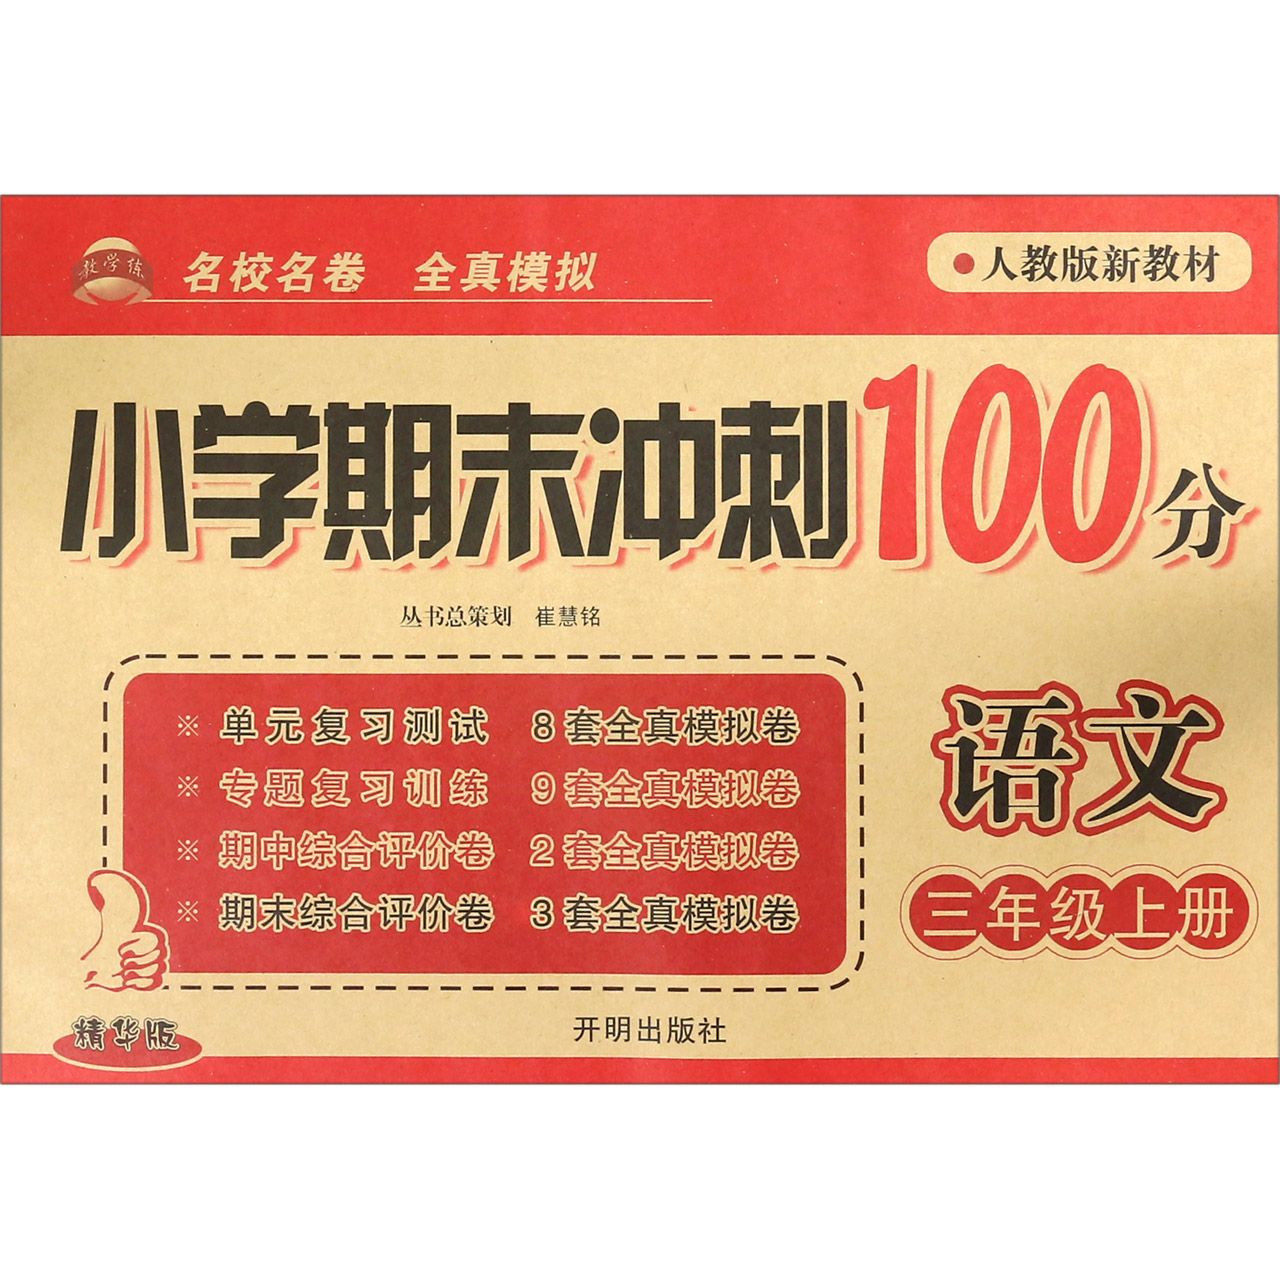 教学练
名校名卷 全真模拟
●人教版新教材
小学期末冲刺100分
丛书总策划 崔慧铭
※ 单元复习测试 8套全真模拟卷
※ 专题复习训练 9套全真模拟卷
※ 期中综合评价卷 2套全真模拟卷
※ 期末综合评价卷 3套全真模拟卷
语文
三年级上册
精华版
开明出版社